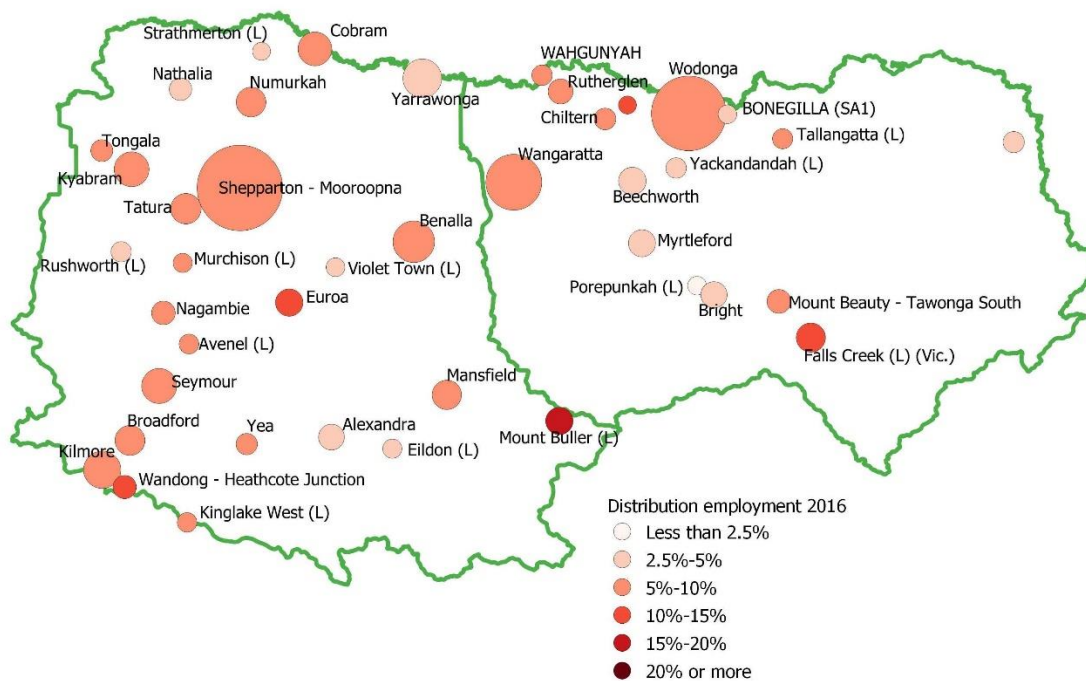 Strathmerton (L)
Cobram
Nathalia
Numurkah
Yarrawonga
WAHGUNYAH
Rutherglen
Chiltern
Wodonga
BONEGILLA (SA1)
Tallangatta (L)
Tongala
Kyabram
Shepparton - Mooroopna
Tatura
Wangaratta
Yackandandah (L)
Beechworth
Benalla
Rushworth (L)
Murchison (L)
Violet Town (L)
Myrtleford
Nagambie
Euroa
Porepunkah (L)
Bright
Mount Beauty - Tawonga South
Avenel (L)
Falls Creek (L) (Vic.)
Seymour
Mansfield
Broadford
Yea
Alexandra
Eildon (L)
Mount Buller (L)
Kilmore
Wandong - Heathcote Junction
Kinglake West (L)
Distribution employment 2016
Less than 2.5%
2.5%-5%
5%-10%
10%-15%
15%-20%
20% or more